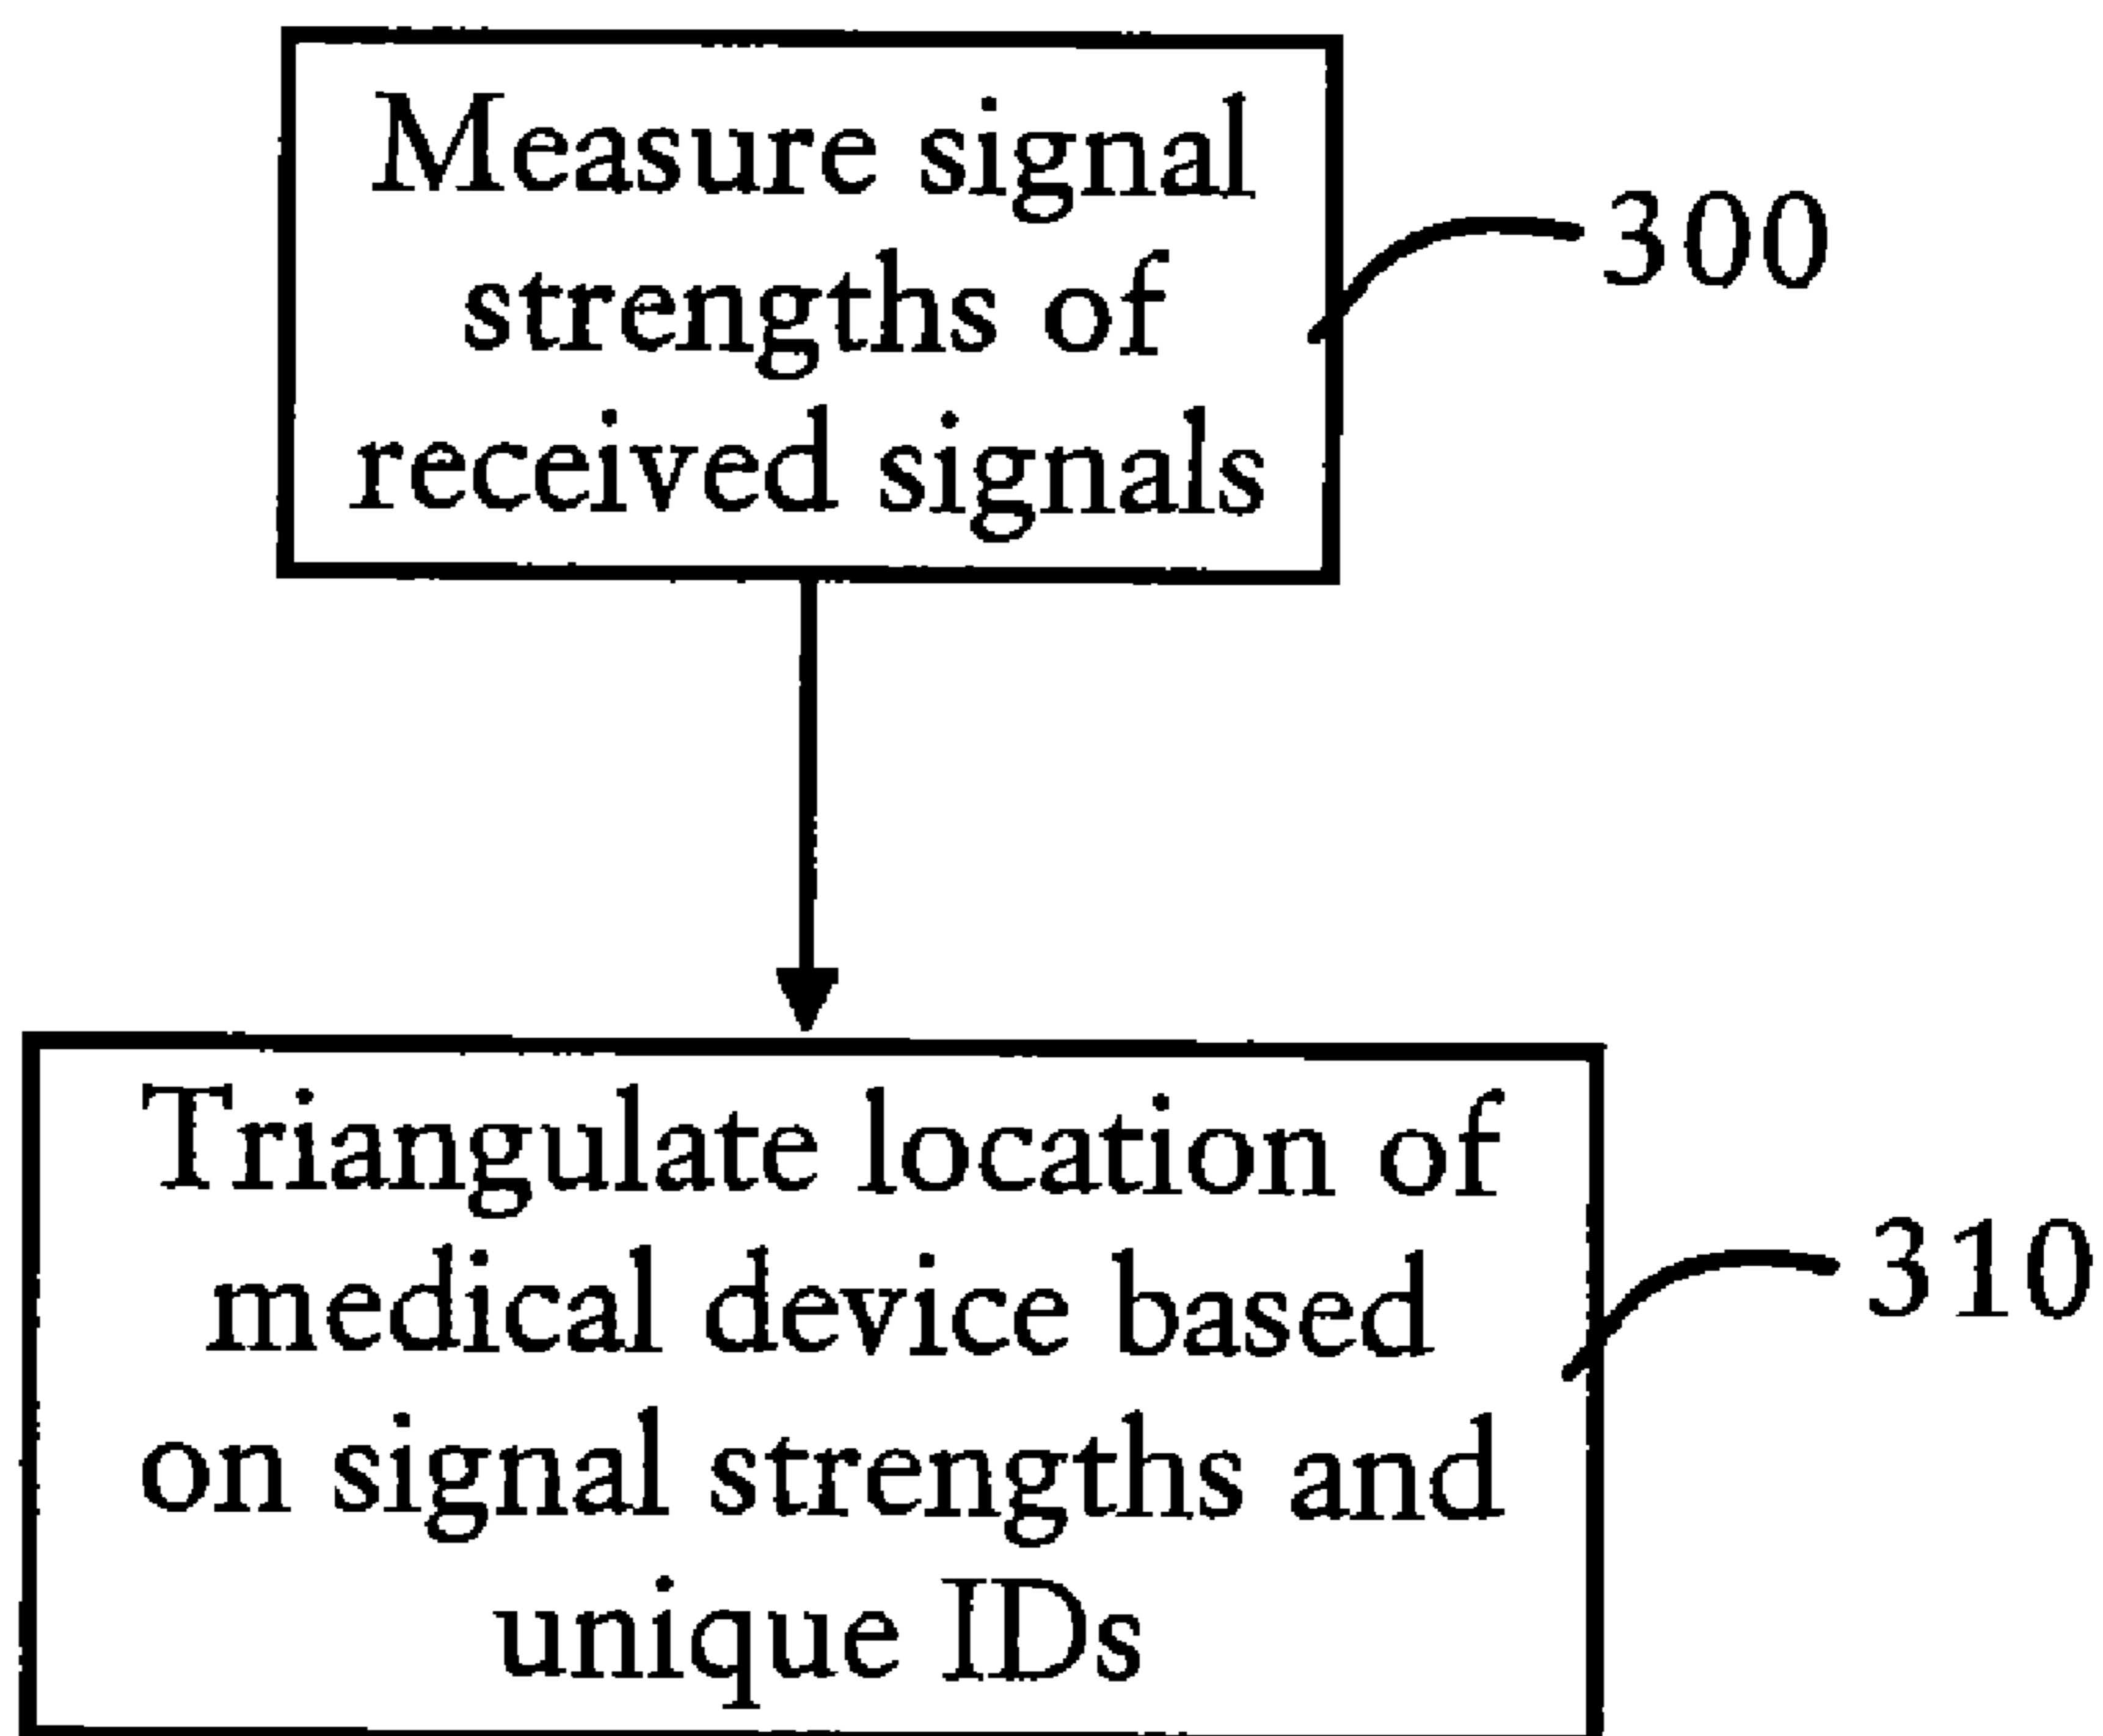 Measure signal
strengths of
received signals
300
Triangulate location of
medical device based
on signal strengths and
unique IDs
310